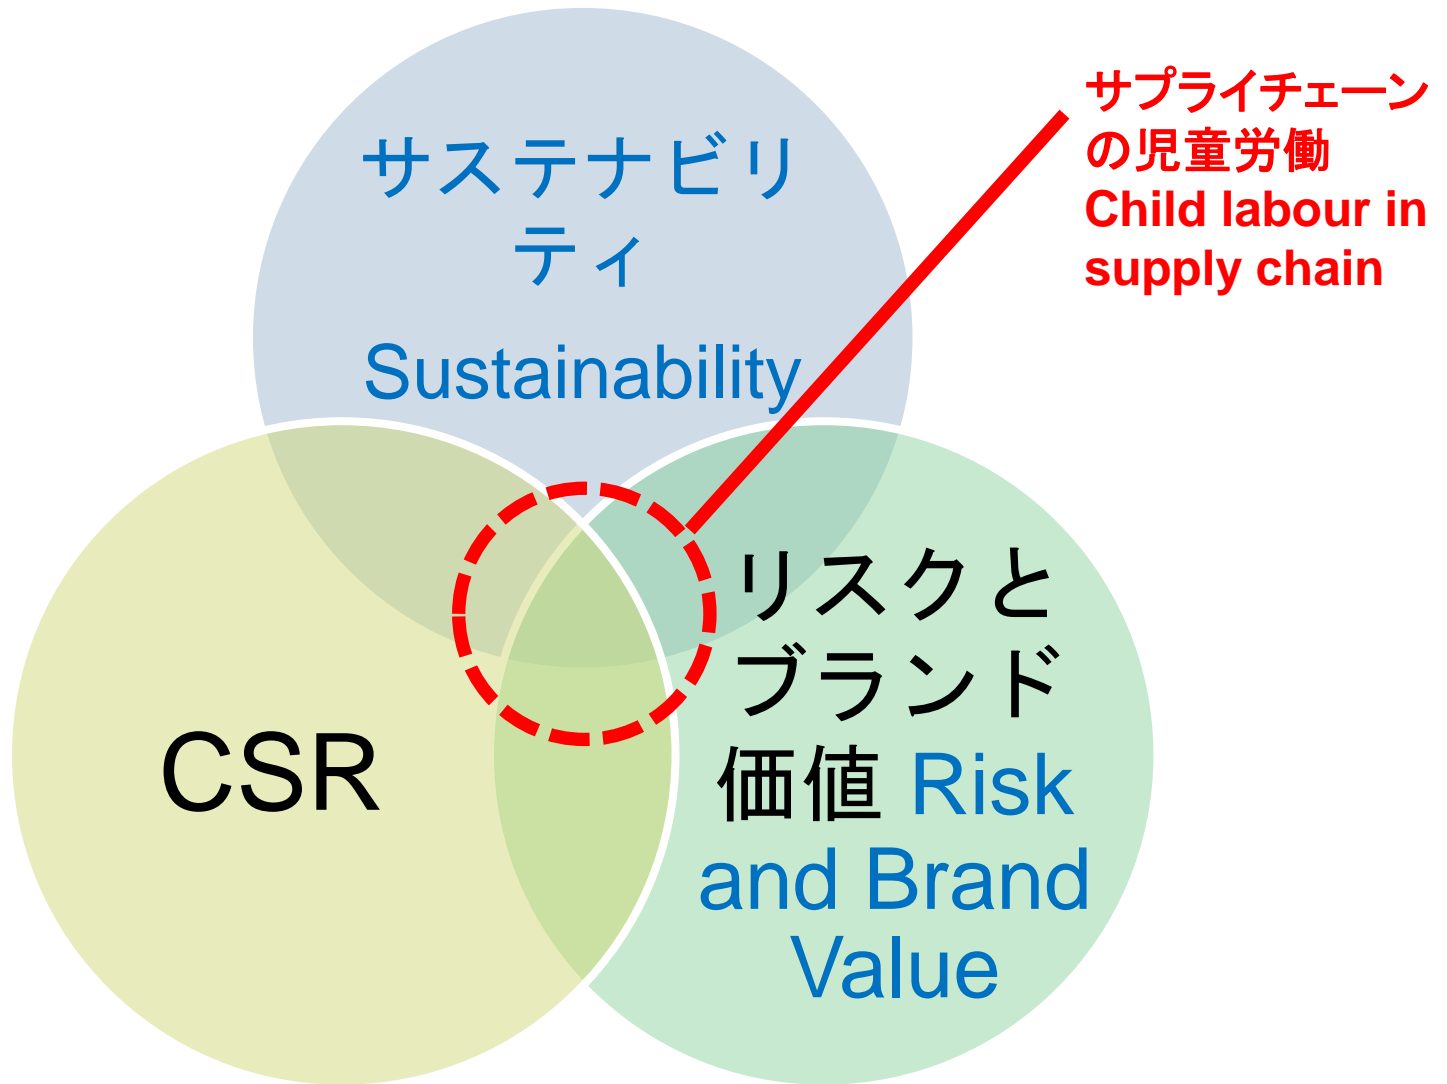 サステナビリ
ティ
Sustainability
サプライチェーン
の児童労働
Child labour in
supply chain
CSR
リスクと
ブランド
価値 Risk
and Brand
Value